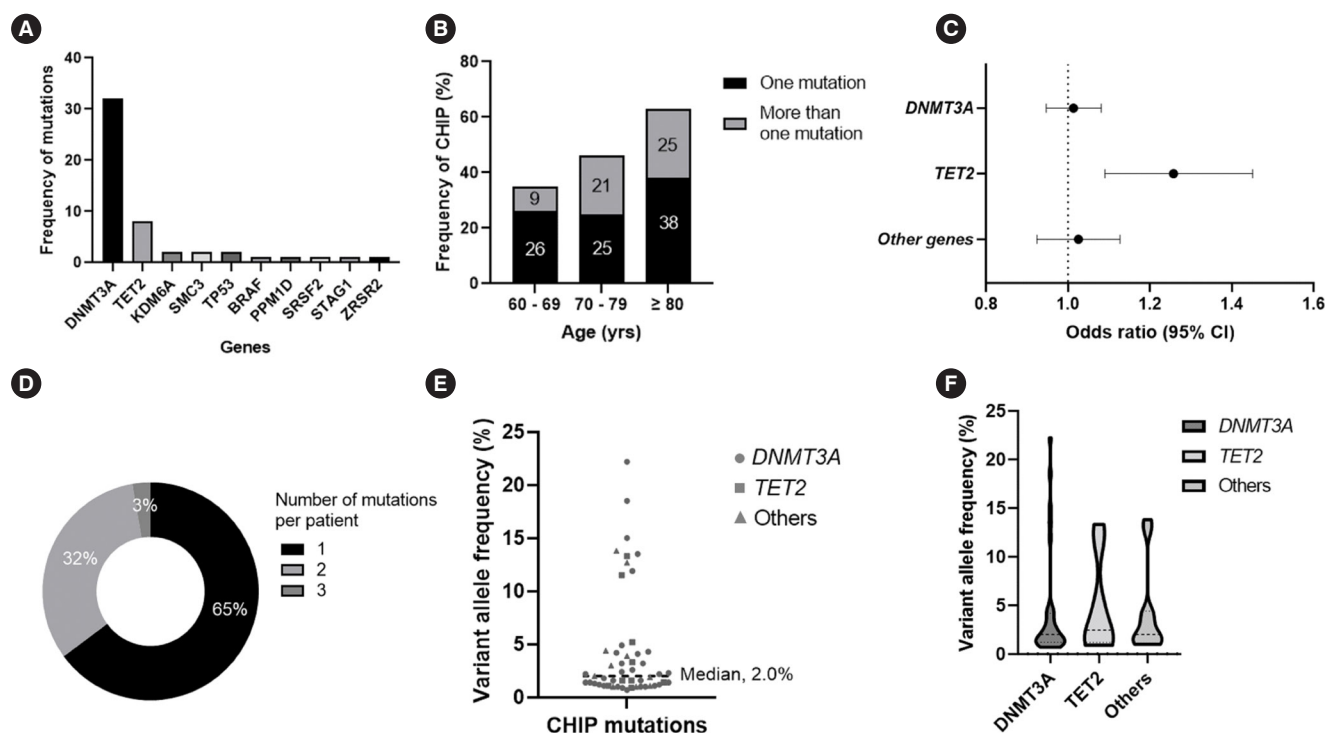 A
Frequency of mutations
40
30
20
10
0
DNMT3A
TET2
KDM6A
SMC3
TP53
BRAF
PPM1D
SRSF2
STAG1
ZRSR2
Genes
B
Frequency of CHIP (%)
80
60
40
20
0
9
26
21
25
25
38
60 - 69
70 - 79
≥ 80
Age (yrs)
One mutation
More than
one mutation
C
DNMT3A
TET2
Other genes
0.8
1.0
1.2
1.4
1.6
Odds ratio (95% CI)
D
3%
32%
65%
Number of mutations
per patient
1
2
3
E
Variant allele frequency (%)
25
20
15
10
5
0
Median, 2.0%
CHIP mutations
DNMT3A
TET2
Others
F
Variant allele frequency (%)
25
20
15
10
5
0
DNMT3A
TET2
Others
DNMT3A
TET2
Others